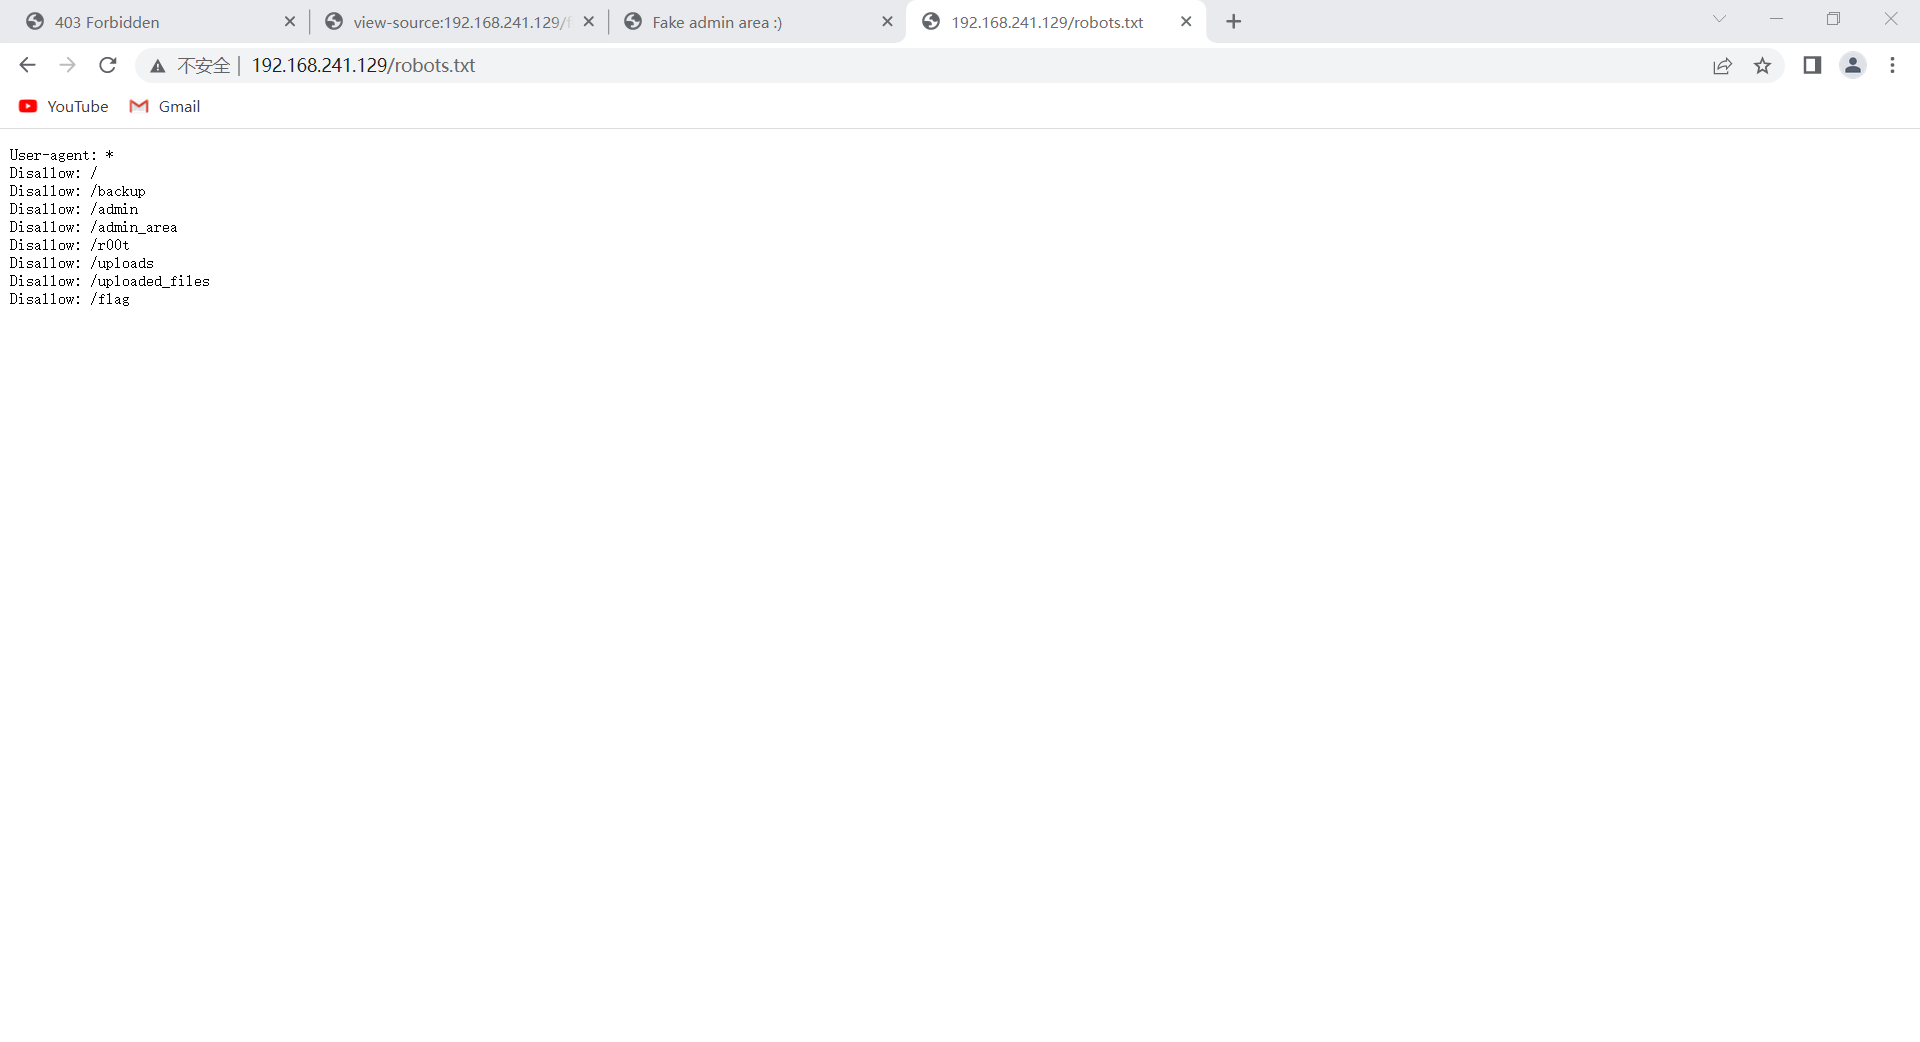 403 Forbidden
view-source:192.168.241.129/f
Fake admin area :)
192.168.241.129/robots.txt
不安全 192.168.241.129/robots.txt
YouTube
Gmail
User-agent: *
Disallow: /
Disallow: /backup
Disallow: /admin
Disallow: /admin_area
Disallow: /r00t
Disallow: /uploads
Disallow: /uploaded_files
Disallow: /flag